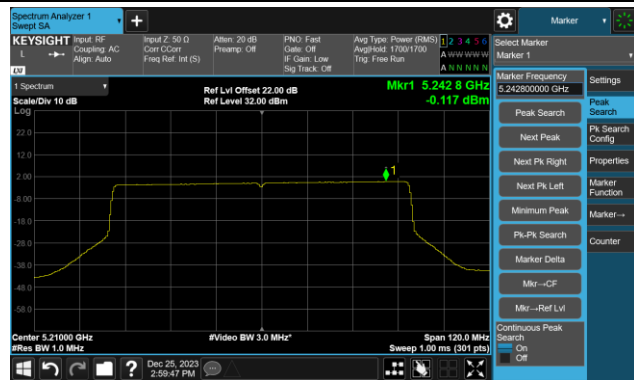 Spectrum Analyzer 1
Swept SA
Marker
KEYSIGHT
L
LXI
Input: RF
Coupling: AC
Align: Auto
Input Z: 50 Ω
Corr CCorr
Freq Ref: Int (S)
Atten: 20 dB
Preamp: Off
PNO: Fast
Gate: Off
IF Gain: Low
Sig Track: Off
Avg Type: Power (RMS)
Avg|Hold: 1700/1700
Trig: Free Run
1 2 3 4 5 6
A W W W W W
A N N N N N
Select Marker
Marker 1
1 Spectrum
Scale/Div 10 dB
Log
Ref Lvl Offset 22.00 dB
Ref Level 32.00 dBm
Mkr1 5.242 8 GHz
-0.117 dBm
22.0
12.0
2.00
-8.00
-18.0
-28.0
-38.0
-48.0
-58.0
1
Center 5.21000 GHz
#Res BW 1.0 MHz
#Video BW 3.0 MHz*
Span 120.0 MHz
Sweep 1.00 ms (301 pts)
Marker Frequency
5.242800000 GHz
Peak Search
Next Peak
Next Pk Right
Next Pk Left
Minimum Peak
Pk-Pk Search
Marker Delta
Mkr→CF
Mkr→Ref Lvl
Continuous Peak
Search
On
Off
Settings
Peak
Search
Pk Search
Config
Properties
Marker
Function
Marker→
Counter
?
Dec 25, 2023
2:59:47 PM